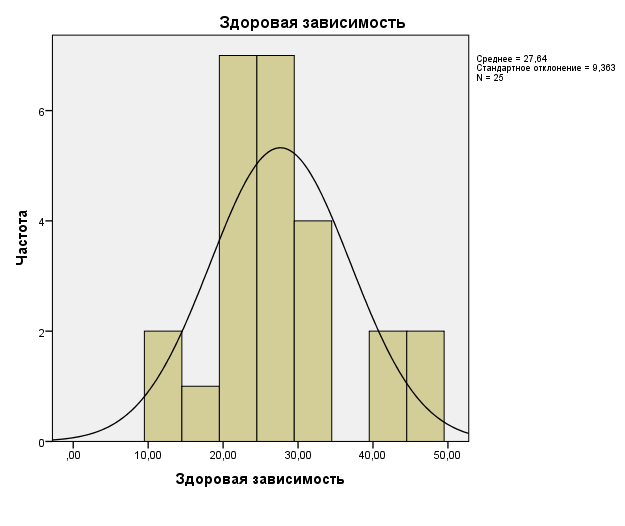 Здоровая зависимость
Среднее = 27,64
Стандартное отклонение = 9,363
N = 25
Частота
6
4
2
0
,00
10,00
20,00
30,00
40,00
50,00
Здоровая зависимость